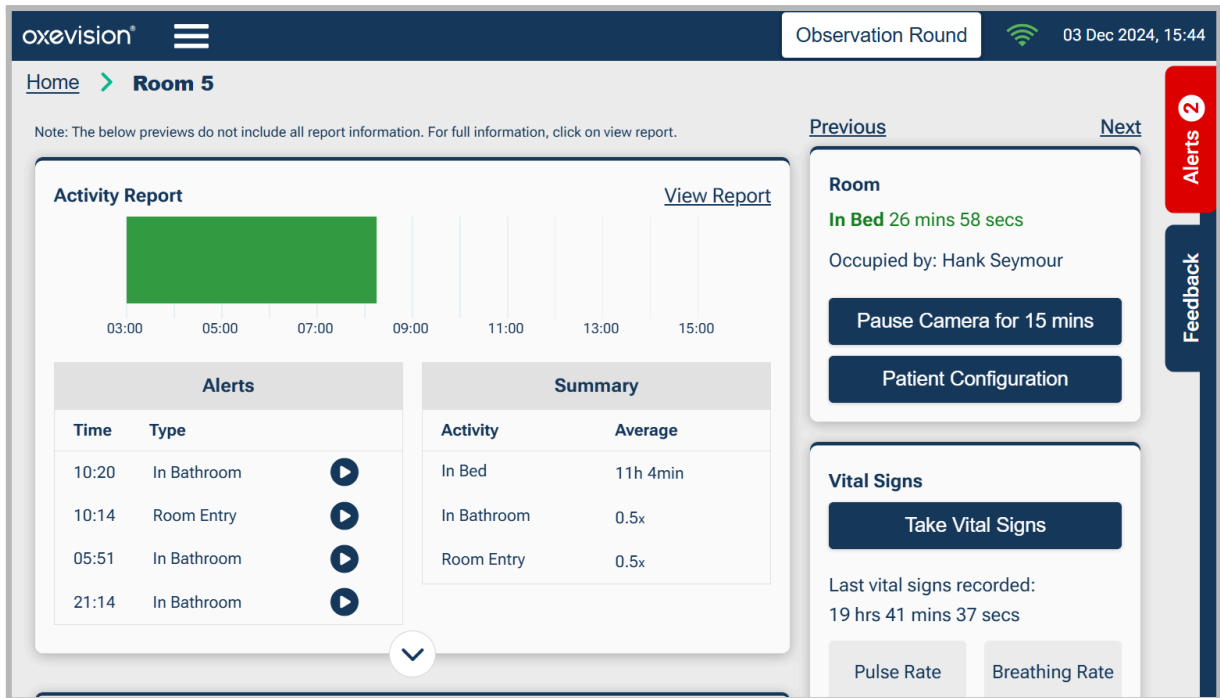 oxevision®
Observation Round
03 Dec 2024, 15:44
Home > Room 5
Note: The below previews do not include all report information. For full information, click on view report.
Activity Report
View Report
03:00 05:00 07:00 09:00 11:00 13:00 15:00
Alerts
Time Type
10:20 In Bathroom
10:14 Room Entry
05:51 In Bathroom
21:14 In Bathroom
Summary
Activity Average
In Bed 11h 4min
In Bathroom 0.5x
Room Entry 0.5x
Previous Next
Room
In Bed 26 mins 58 secs
Occupied by: Hank Seymour
Pause Camera for 15 mins
Patient Configuration
Vital Signs
Take Vital Signs
Last vital signs recorded:
19 hrs 41 mins 37 secs
Pulse Rate Breathing Rate
Alerts 2
Feedback